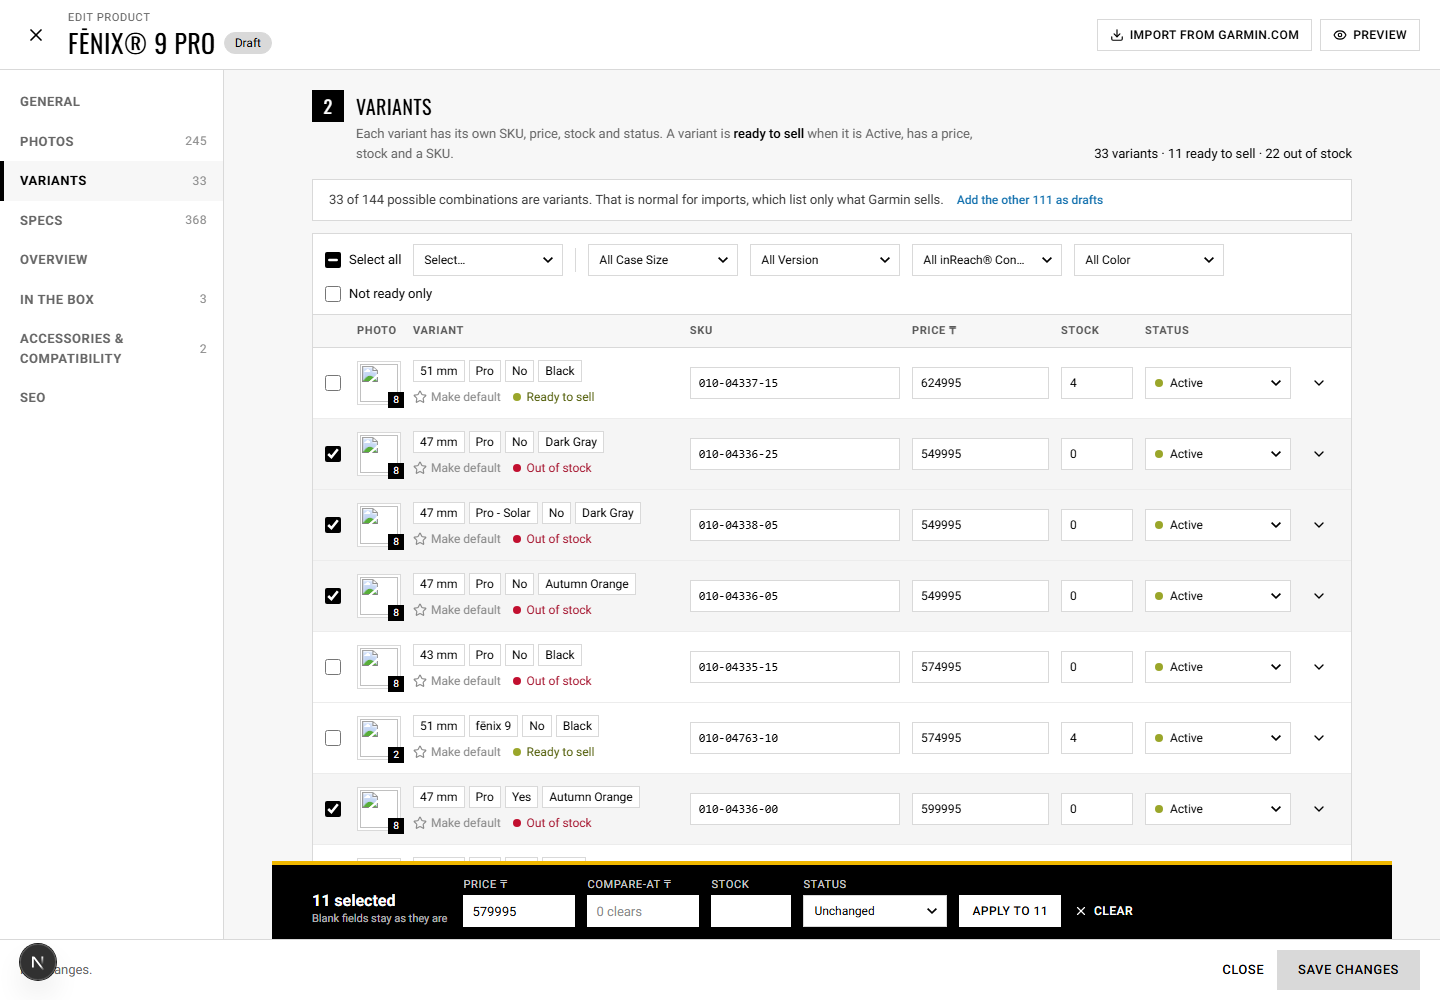 EDIT PRODUCT
FĒNIX® 9 PRO
Draft
IMPORT FROM GARMIN.COM
PREVIEW
GENERAL
PHOTOS 245
VARIANTS 33
SPECS 368
OVERVIEW
IN THE BOX 3
ACCESSORIES &
COMPATIBILITY 2
SEO
2 VARIANTS
Each variant has its own SKU, price, stock and status. A variant is ready to sell when it is Active, has a price,
stock and a SKU.
33 variants · 11 ready to sell · 22 out of stock
33 of 144 possible combinations are variants. That is normal for imports, which list only what Garmin sells. Add the other 111 as drafts
Select all Select... All Case Size All Version All inReach® Con... All Color
Not ready only
PHOTO VARIANT SKU PRICE ₸ STOCK STATUS
51 mm Pro No Black
8 Make default Ready to sell 010-04337-15 624995 4 Active
47 mm Pro No Dark Gray
8 Make default Out of stock 010-04336-25 549995 0 Active
47 mm Pro - Solar No Dark Gray
8 Make default Out of stock 010-04338-05 549995 0 Active
47 mm Pro No Autumn Orange
8 Make default Out of stock 010-04336-05 549995 0 Active
43 mm Pro No Black
8 Make default Out of stock 010-04335-15 574995 0 Active
51 mm fēnix 9 No Black
2 Make default Ready to sell 010-04763-10 574995 4 Active
47 mm Pro Yes Autumn Orange
8 Make default Out of stock 010-04336-00 599995 0 Active
11 selected
Blank fields stay as they are
PRICE ₸ COMPARE-AT ₸ STOCK STATUS
579995 0 clears Unchanged APPLY TO 11 CLEAR
N
anges.
CLOSE
SAVE CHANGES